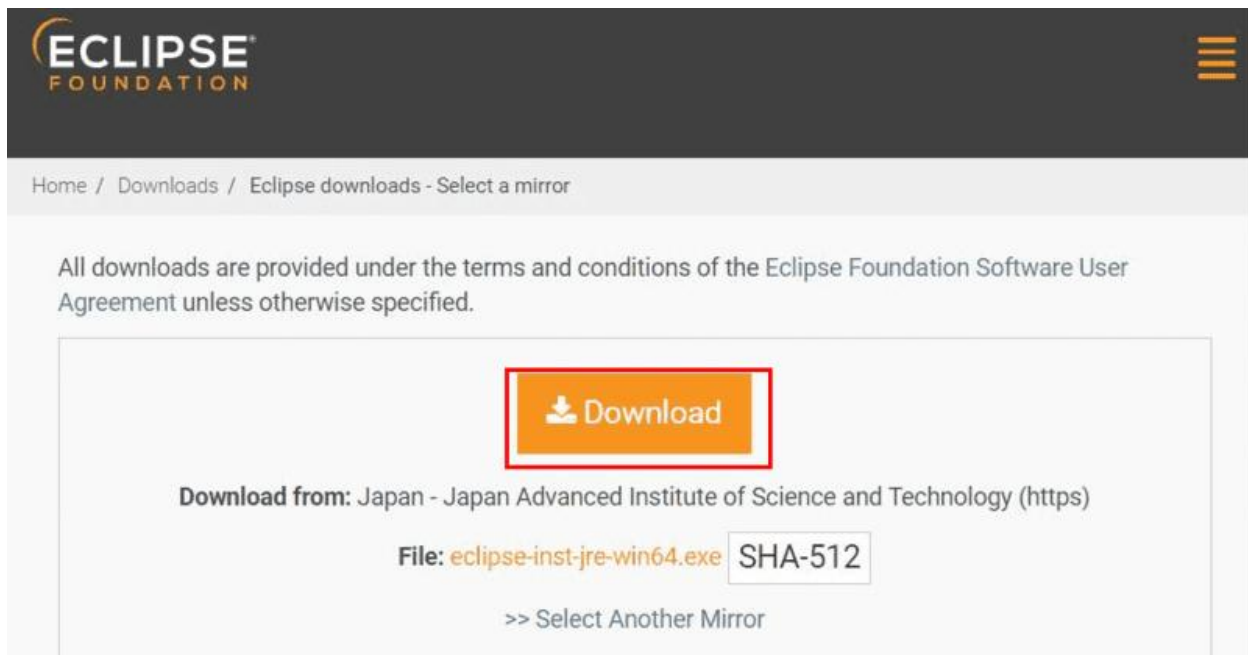 ECLIPSE
FOUNDATION
Home / Downloads / Eclipse downloads - Select a mirror
All downloads are provided under the terms and conditions of the Eclipse Foundation Software User
Agreement unless otherwise specified.
Download
Download from: Japan - Japan Advanced Institute of Science and Technology (https)
File: eclipse-inst-jre-win64.exe SHA-512
>> Select Another Mirror